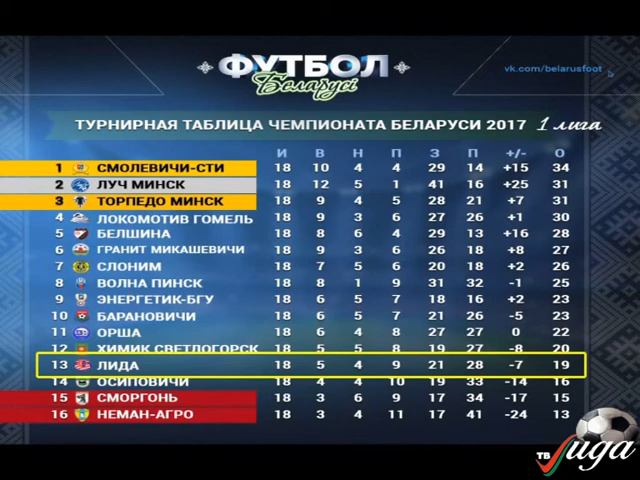 ФУТБОЛ
Беларусі
vk.com/belarusfoot
ТУРНИРНАЯ ТАБЛИЦА ЧЕМПИОНАТА БЕЛАРУСИ 2017 1 лига
И В Н П З П +/- О
1 СМОЛЕВИЧИ-СТИ 18 10 4 4 29 14 +15 34
2 ЛУЧ МИНСК 18 12 5 1 41 16 +25 31
3 ТОРПЕДО МИНСК 18 9 4 5 28 21 +7 31
4 ЛОКОМОТИВ ГОМЕЛЬ 18 9 3 6 27 26 +1 30
5 БЕЛШИНА 18 8 6 4 29 13 +16 28
6 ГРАНИТ МИКАШЕВИЧИ 18 9 3 6 26 18 +8 27
7 СЛОНИМ 18 7 5 6 20 18 +2 26
8 ВОЛНА ПИНСК 18 8 1 9 31 32 -1 25
9 ЭНЕРГЕТИК-БГУ 18 6 5 7 18 16 +2 23
10 БАРАНОВИЧИ 18 6 5 7 21 26 -5 23
11 ОРША 18 6 4 8 27 27 0 22
12 ХИМИК СВЕТЛОГОРСК 18 5 5 8 19 27 -8 20
13 ЛИДА 18 5 4 9 21 28 -7 19
14 ОСИПОВИЧИ 18 4 4 10 19 33 -14 16
15 СМОРГОНЬ 18 3 6 9 17 34 -17 15
16 НЕМАН-АГРО 18 3 4 11 17 41 -24 13
ТВ Лида